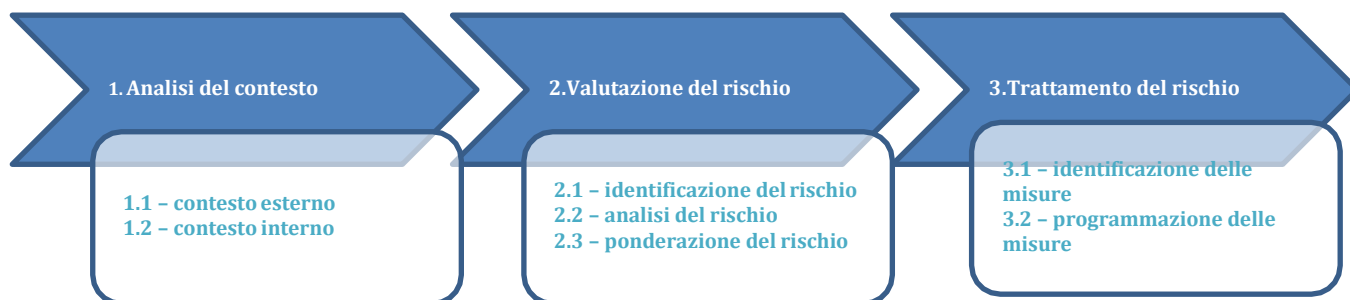 1. Analisi del contesto
1.1 – contesto esterno
1.2 – contesto interno
2.Valutazione del rischio
2.1 – identificazione del rischio
2.2 – analisi del rischio
2.3 – ponderazione del rischio
3.Trattamento del rischio
3.1 – identificazione delle
misure
3.2 – programmazione delle
misure